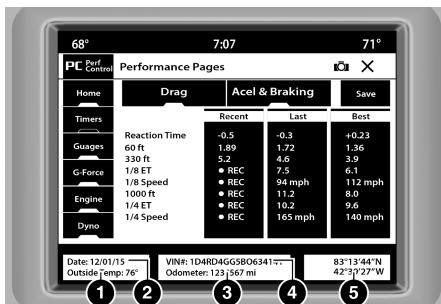 68° 7:07 71°
PC Perf Control Performance Pages
Home Drag Acel & Braking Save
Timers Recent Last Best
Reaction Time -0.5 -0.3 +0.23
60 ft 1.89 1.72 1.36
Guages 330 ft 5.2 4.6 3.9
1/8 ET • REC 7.5 6.1
G-Force 1/8 Speed • REC 94 mph 112 mph
1000 ft • REC 11.2 8.0
Engine 1/4 ET • REC 10.2 9.6
1/4 Speed • REC 165 mph 140 mph
Dyno
Date: 12/01/15 VIN#: 83°13'44"N
Outside Temp: 76° Odometer: mi
1 2 3 4 5